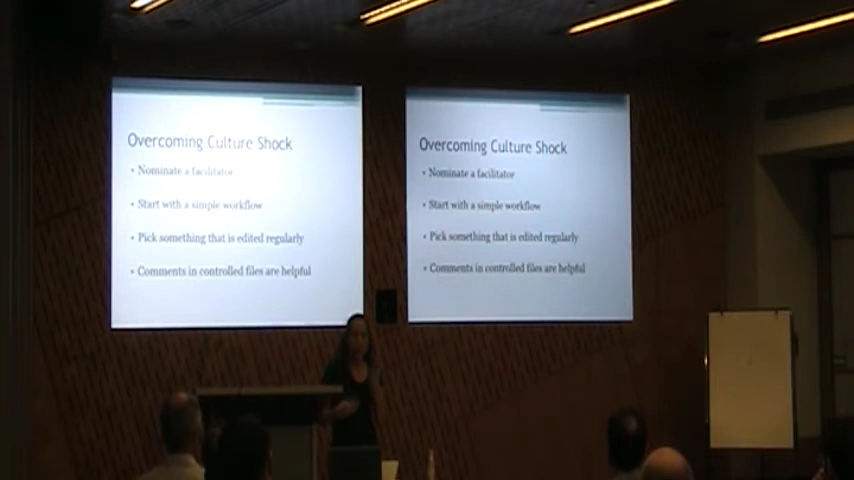 Overcoming Culture Shock
• Nominate a facilitator
• Start with a simple workflow
• Pick something that is edited regularly
• Comments in controlled files are helpful
Overcoming Culture Shock
• Nominate a facilitator
• Start with a simple workflow
• Pick something that is edited regularly
• Comments in controlled files are helpful